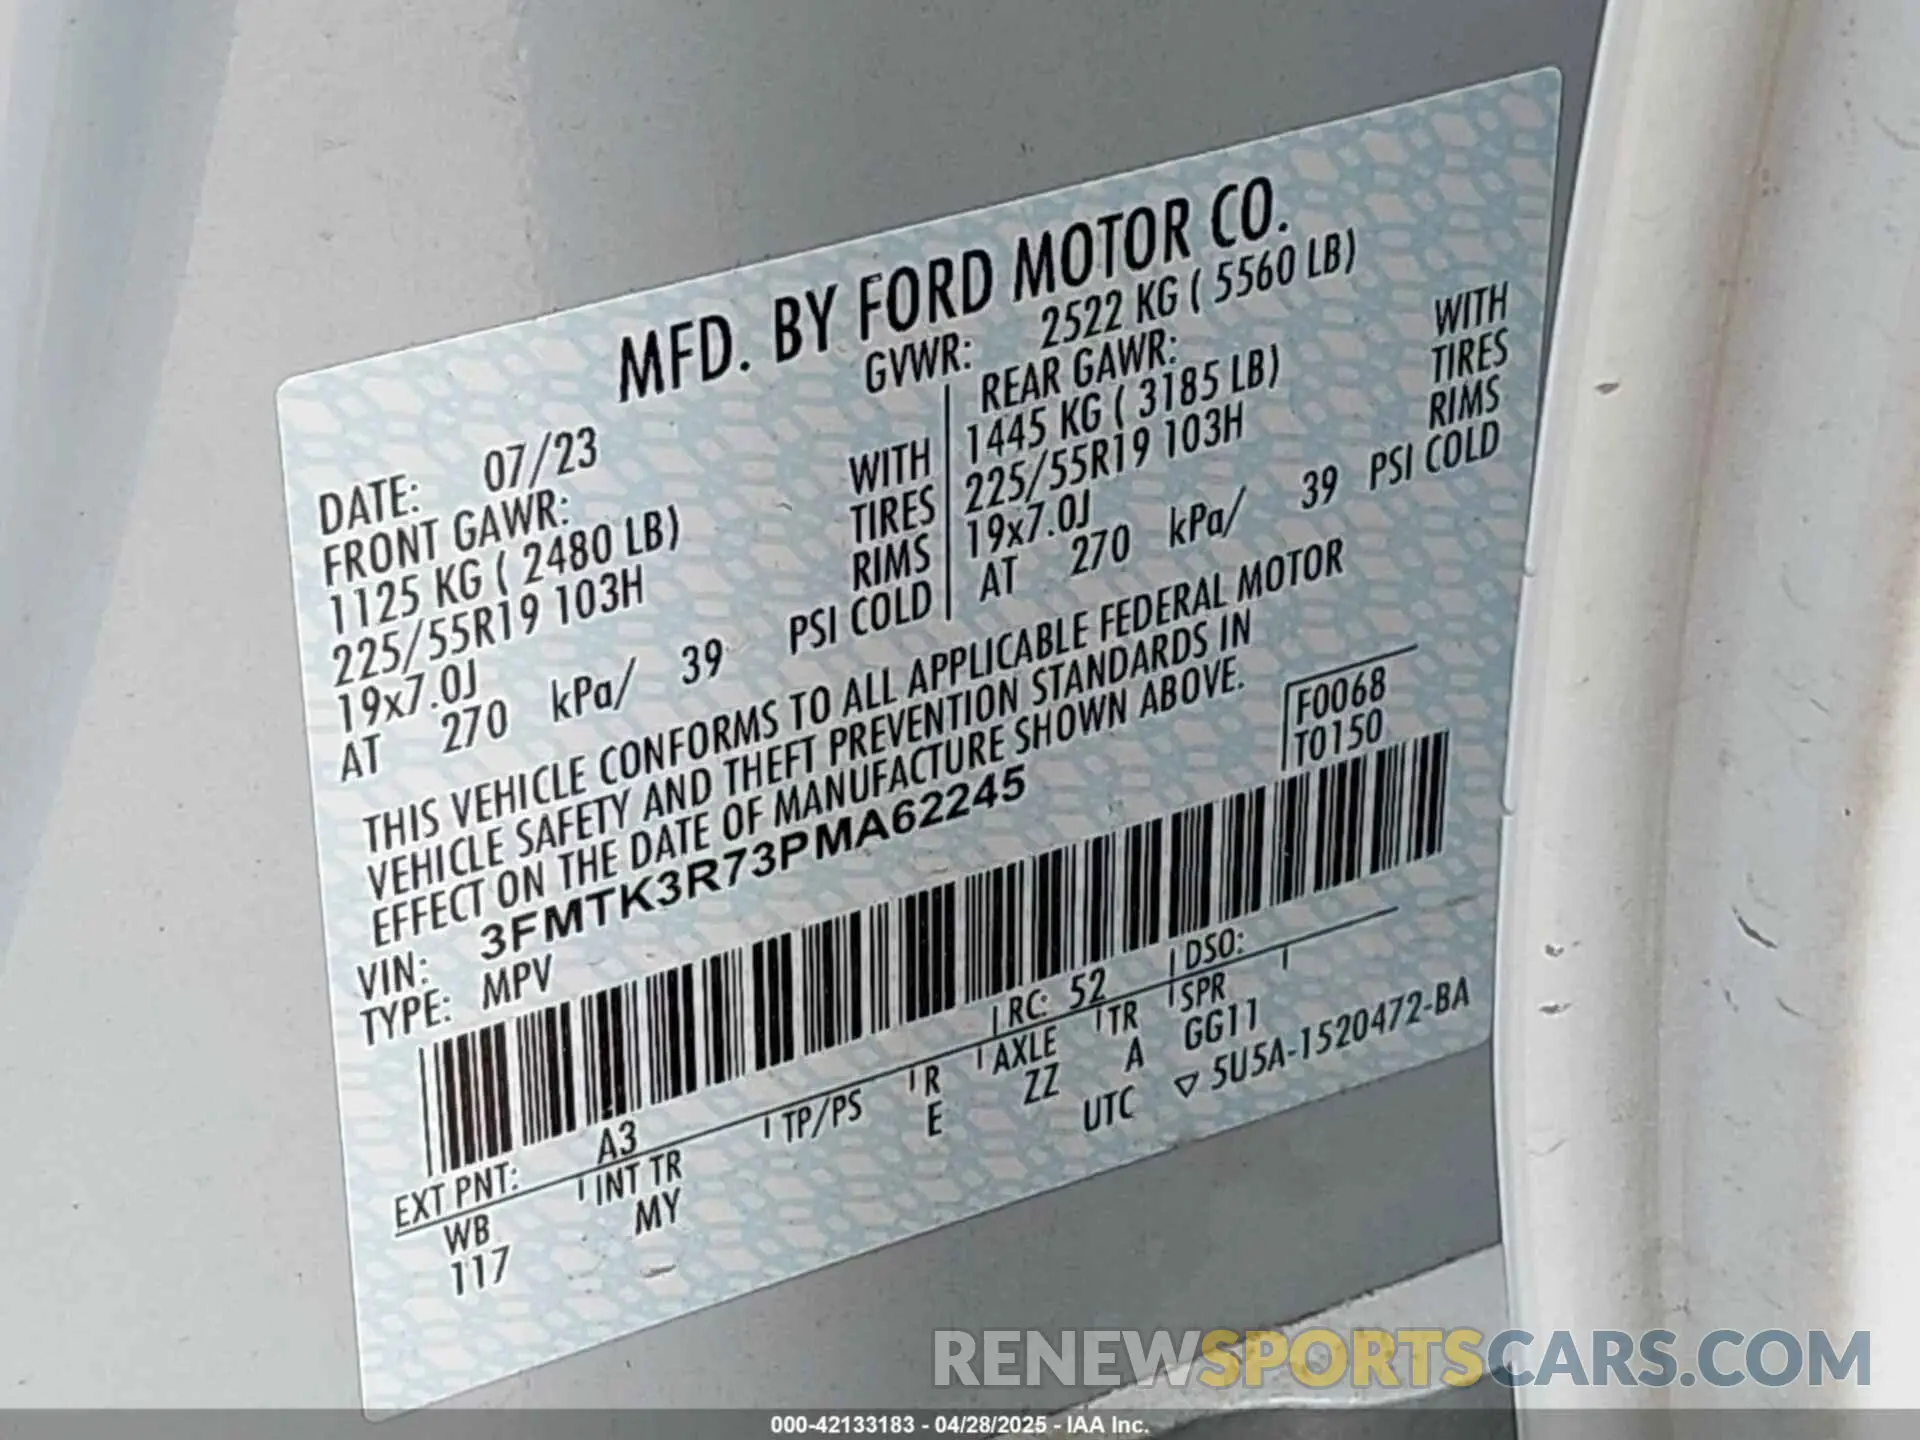 MFD. BY FORD MOTOR CO.
DATE: 07/23 GVWR: 2522 KG ( 5560 LB)
FRONT GAWR: REAR GAWR:
1125 KG ( 2480 LB) WITH 1445 KG ( 3185 LB) WITH
225/55R19 103H TIRES 225/55R19 103H TIRES
19x7.0J RIMS 19x7.0J RIMS
AT 270 kPa/ 39 PSI COLD AT 270 kPa/ 39 PSI COLD
THIS VEHICLE CONFORMS TO ALL APPLICABLE FEDERAL MOTOR
VEHICLE SAFETY AND THEFT PREVENTION STANDARDS IN
EFFECT ON THE DATE OF MANUFACTURE SHOWN ABOVE.
F0068
T0150
VIN: 3FMTK3R73PMA62245
TYPE: MPV
EXT PNT: A3 RC: 52 DSO:
WB INT TR TP/PS R AXLE TR SPR
117 MY E ZZ A GG11
UTC ▽ 5U5A-1520472-BA
RENEWSPORTSCARS.COM
000-42133183 - 04/28/2025 - IAA Inc.